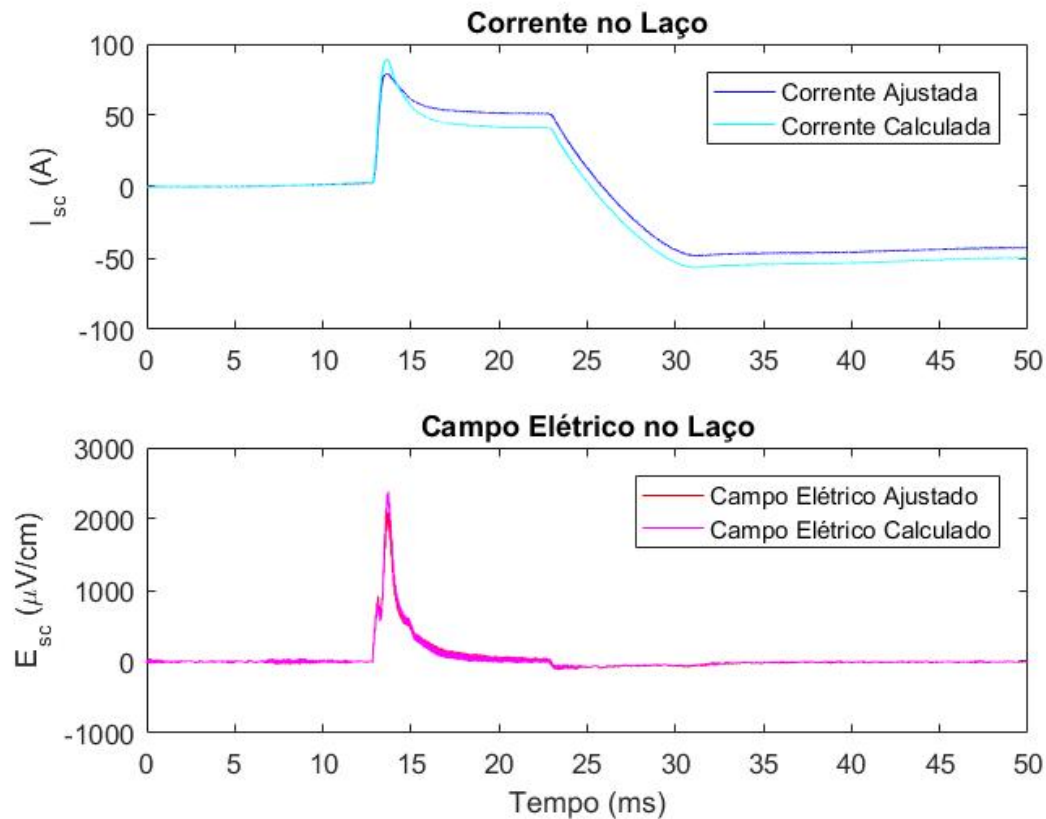 Corrente no Laço
100
50
0
-50
-100
I_sc (A)
Corrente Ajustada
Corrente Calculada
0 5 10 15 20 25 30 35 40 45 50
Campo Elétrico no Laço
3000
2000
1000
0
-1000
E_sc (μV/cm)
Campo Elétrico Ajustado
Campo Elétrico Calculado
0 5 10 15 20 25 30 35 40 45 50
Tempo (ms)